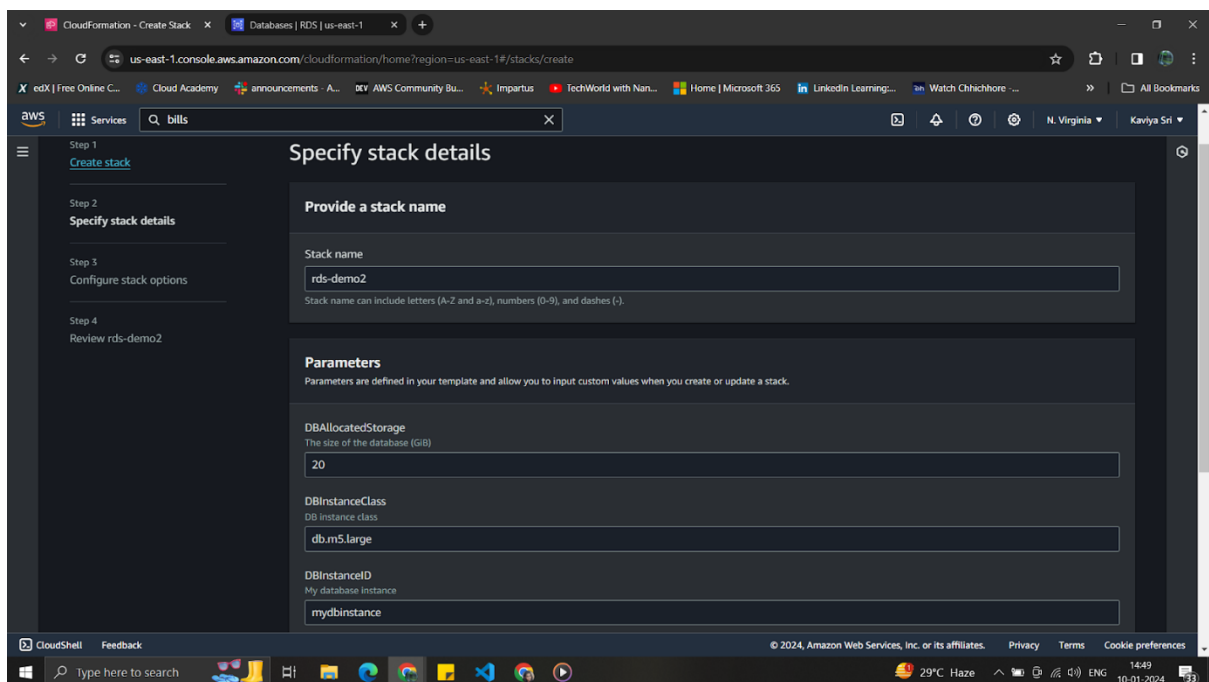 CloudFormation - Create Stack
Databases | RDS | us-east-1
us-east-1.console.aws.amazon.com/cloudformation/home?region=us-east-1#/stacks/create
edX | Free Online C...
Cloud Academy
announcements - A...
DEV AWS Community Bu...
Impartus
TechWorld with Nan...
Home | Microsoft 365
LinkedIn Learning:...
Watch Chhichhore -...
»
All Bookmarks
aws
Services
bills
N. Virginia
Kaviya Sri
Step 1
Create stack
Step 2
Specify stack details
Step 3
Configure stack options
Step 4
Review rds-demo2
Specify stack details
Provide a stack name
Stack name
rds-demo2
Stack name can include letters (A-Z and a-z), numbers (0-9), and dashes (-).
Parameters
Parameters are defined in your template and allow you to input custom values when you create or update a stack.
DBAllocatedStorage
The size of the database (GiB)
20
DBInstanceClass
DB instance class
db.m5.large
DBInstanceID
My database instance
mydbinstance
CloudShell
Feedback
© 2024, Amazon Web Services, Inc. or its affiliates.
Privacy
Terms
Cookie preferences
Type here to search
29°C Haze
ENG
14:49
10-01-2024
33